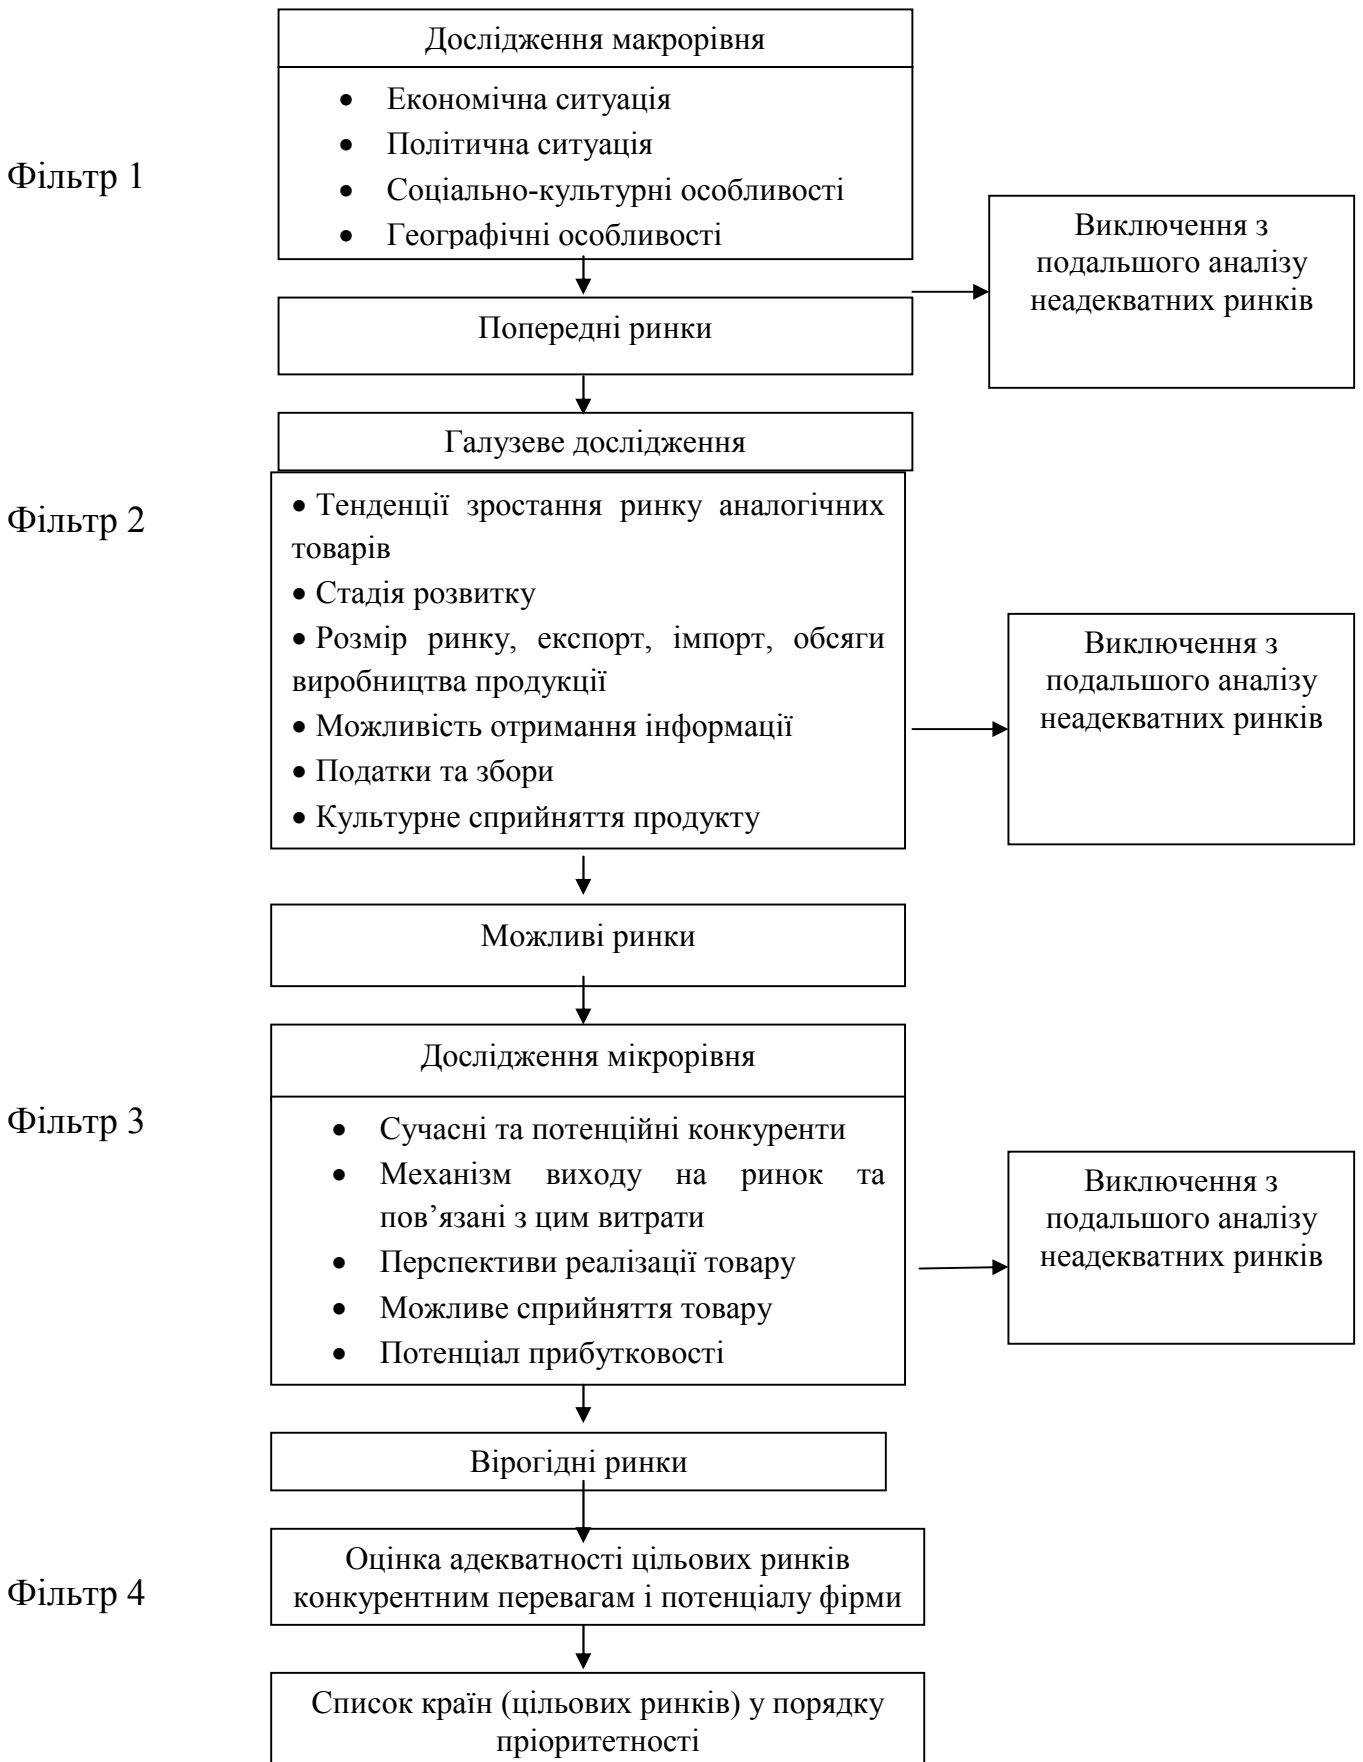 Дослідження макрорівня
• Економічна ситуація
• Політична ситуація
Фільтр 1
• Соціально-культурні особливості
• Географічні особливості
Виключення з
подальшого аналізу
неадекватних ринків
Попередні ринки
Галузеве дослідження
Фільтр 2
• Тенденції зростання ринку аналогічних
товарів
• Стадія розвитку
• Розмір ринку, експорт, імпорт, обсяги
виробництва продукції
• Можливість отримання інформації
• Податки та збори
• Культурне сприйняття продукту
Виключення з
подальшого аналізу
неадекватних ринків
Можливі ринки
Дослідження мікрорівня
Фільтр 3
• Сучасні та потенційні конкуренти
• Механізм виходу на ринок та
пов’язані з цим витрати
• Перспективи реалізації товару
• Можливе сприйняття товару
• Потенціал прибутковості
Виключення з
подальшого аналізу
неадекватних ринків
Вірогідні ринки
Фільтр 4
Оцінка адекватності цільових ринків
конкурентним перевагам і потенціалу фірми
Список країн (цільових ринків) у порядку
пріоритетності